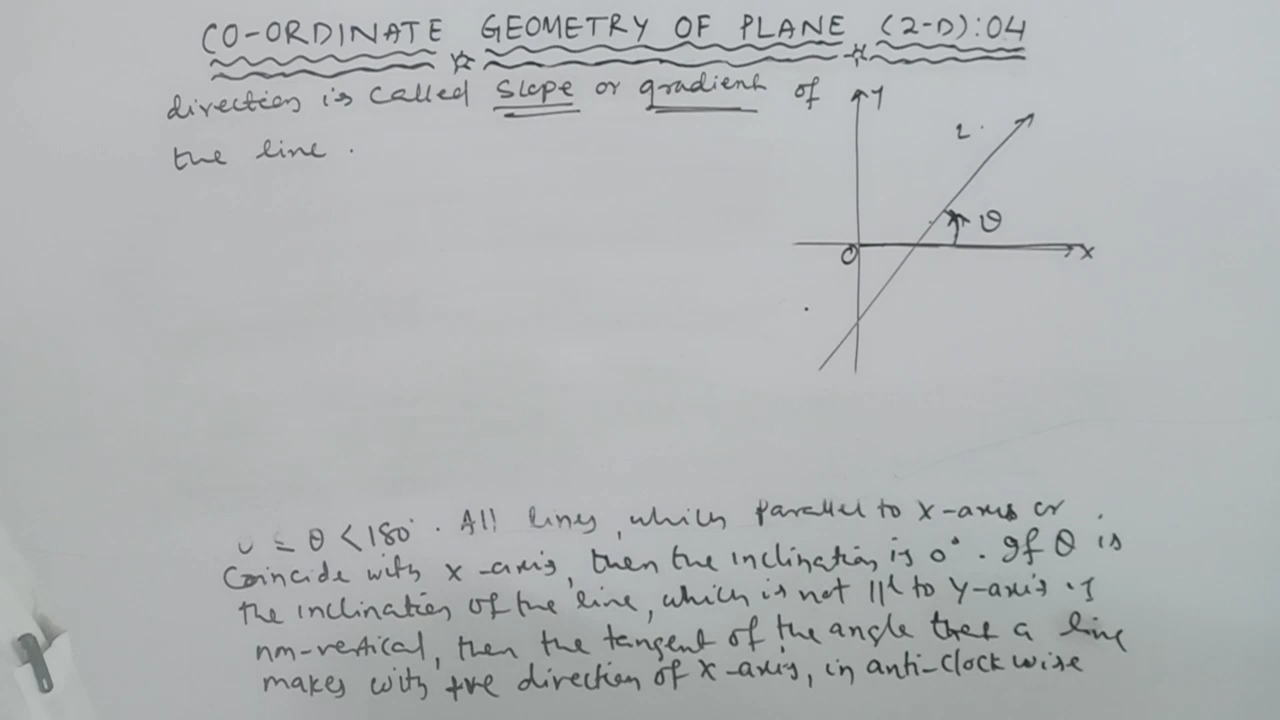 CO-ORDINATE GEOMETRY OF PLANE (2-D):04
direction is called slope or gradient of
the line.
Y
L
θ
O
X
0 ≤ θ < 180°. All lines, which parallel to x-axis or
Coincide with x-axis, then the inclination is 0°. If θ is
the inclination of the line, which is not ||l to y-axis i.e
non-vertical, then the tangent of the angle that a line
makes with +ve direction of x-axis, in anti-clockwise